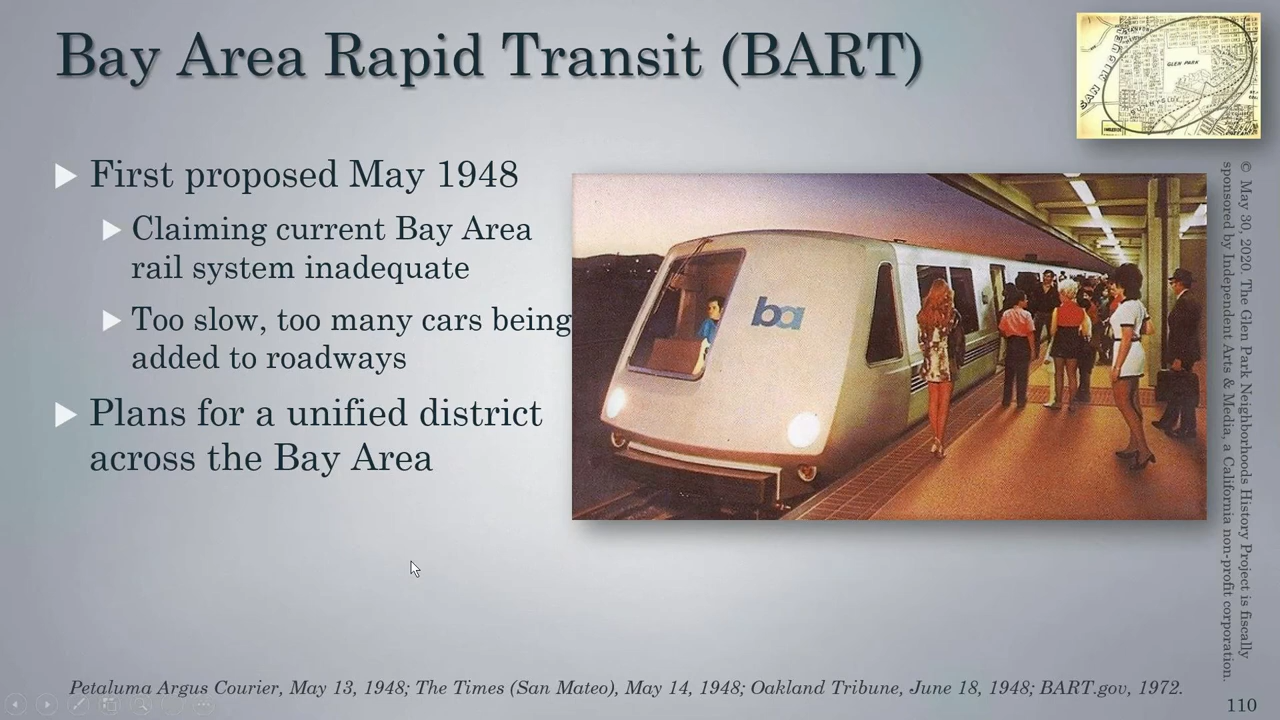 Bay Area Rapid Transit (BART)
First proposed May 1948
Claiming current Bay Area
rail system inadequate
Too slow, too many cars being
added to roadways
Plans for a unified district
across the Bay Area
GLEN PARK
SUNNYSIDE
ba
© May 30, 2020. The Glen Park Neighborhoods History Project is fiscally
sponsored by Independent Arts & Media, a California non-profit corporation.
Petaluma Argus Courier, May 13, 1948; The Times (San Mateo), May 14, 1948; Oakland Tribune, June 18, 1948; BART.gov, 1972.
110